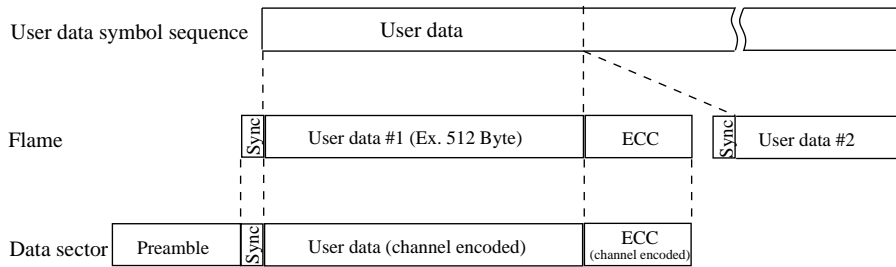 User data symbol sequence
User data
Flame
Sync
User data #1 (Ex. 512 Byte)
ECC
Sync
User data #2
Data sector
Preamble
Sync
User data (channel encoded)
ECC
(channel encoded)